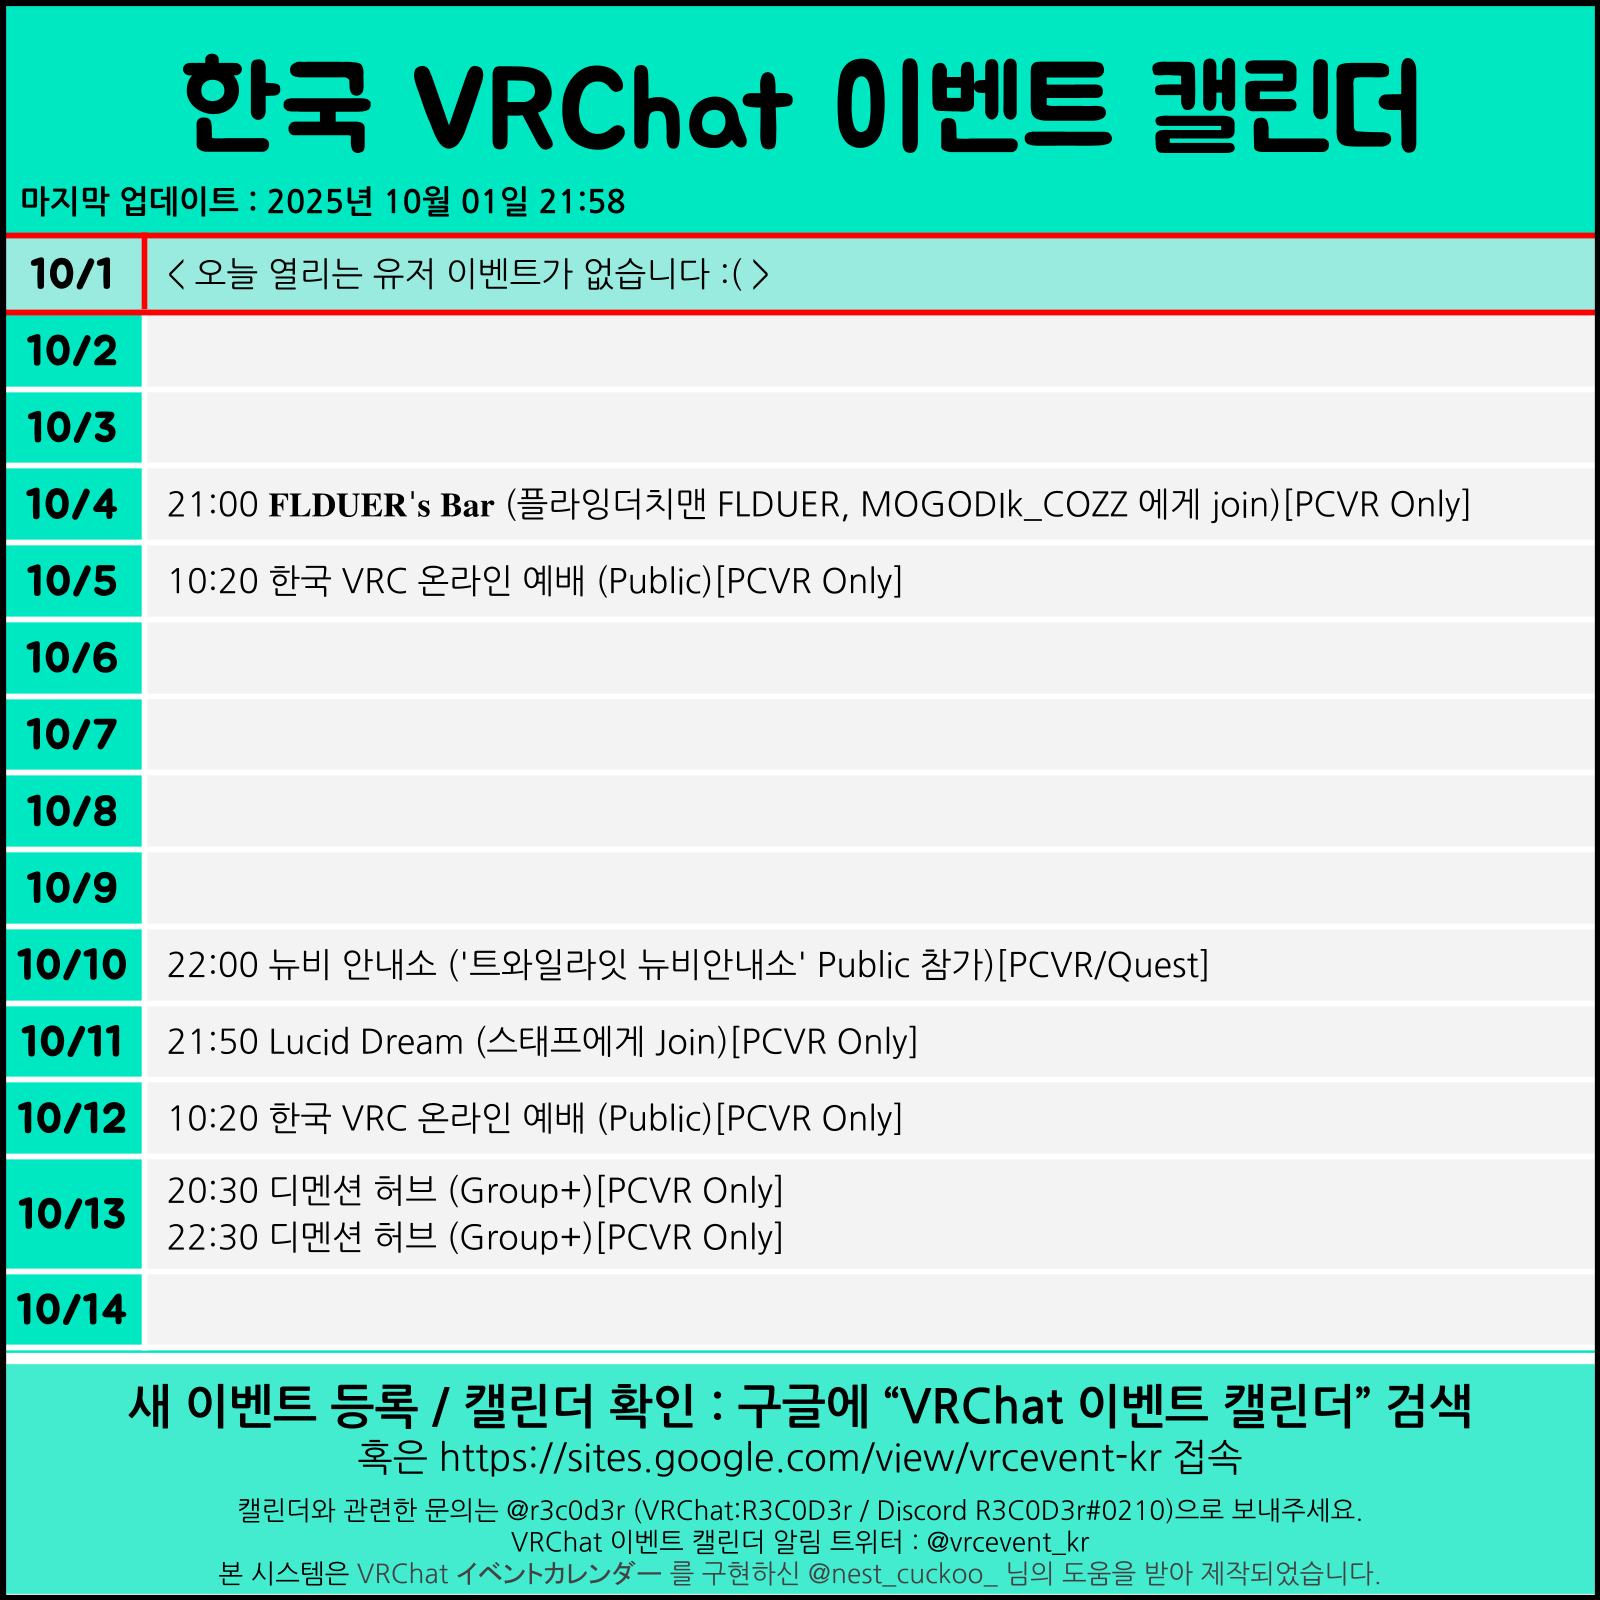 한국 VRChat 이벤트 캘린더
마지막 업데이트 : 2025년 10월 01일 21:58
10/1 < 오늘 열리는 유저 이벤트가 없습니다 :( >
10/2
10/3
10/4 21:00 FLDUER's Bar (플라잉더치맨 FLDUER, MOGODIk_COZZ 에게 join)[PCVR Only]
10/5 10:20 한국 VRC 온라인 예배 (Public)[PCVR Only]
10/6
10/7
10/8
10/9
10/10 22:00 뉴비 안내소 ('트와일라잇 뉴비안내소' Public 참가)[PCVR/Quest]
10/11 21:50 Lucid Dream (스태프에게 Join)[PCVR Only]
10/12 10:20 한국 VRC 온라인 예배 (Public)[PCVR Only]
10/13 20:30 디멘션 허브 (Group+)[PCVR Only]
22:30 디멘션 허브 (Group+)[PCVR Only]
10/14
새 이벤트 등록 / 캘린더 확인 : 구글에 “VRChat 이벤트 캘린더” 검색
혹은 https://sites.google.com/view/vrcevent-kr 접속
캘린더와 관련한 문의는 @r3c0d3r (VRChat:R3C0D3r / Discord R3C0D3r#0210)으로 보내주세요.
VRChat 이벤트 캘린더 알림 트위터 : @vrcevent_kr
본 시스템은 VRChat イベントカレンダー 를 구현하신 @nest_cuckoo_ 님의 도움을 받아 제작되었습니다.